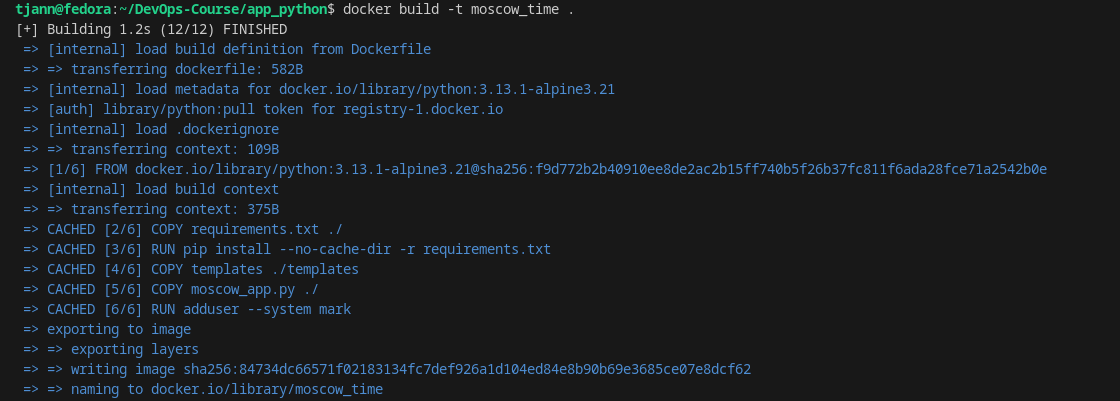 tjann@fedora:~/DevOps-Course/app_python$ docker build -t moscow_time .
[+] Building 1.2s (12/12) FINISHED
=> [internal] load build definition from Dockerfile
=> => transferring dockerfile: 582B
=> [internal] load metadata for docker.io/library/python:3.13.1-alpine3.21
=> [auth] library/python:pull token for registry-1.docker.io
=> [internal] load .dockerignore
=> => transferring context: 109B
=> [1/6] FROM docker.io/library/python:3.13.1-alpine3.21@sha256:f9d772b2b40910ee8de2ac2b15ff740b5f26b37fc811f6ada28fce71a2542b0e
=> [internal] load build context
=> => transferring context: 375B
=> CACHED [2/6] COPY requirements.txt ./
=> CACHED [3/6] RUN pip install --no-cache-dir -r requirements.txt
=> CACHED [4/6] COPY templates ./templates
=> CACHED [5/6] COPY moscow_app.py ./
=> CACHED [6/6] RUN adduser --system mark
=> exporting to image
=> => exporting layers
=> => writing image sha256:84734dc66571f02183134fc7def926a1d104ed84e8b90b69e3685ce07e8dcf62
=> => naming to docker.io/library/moscow_time